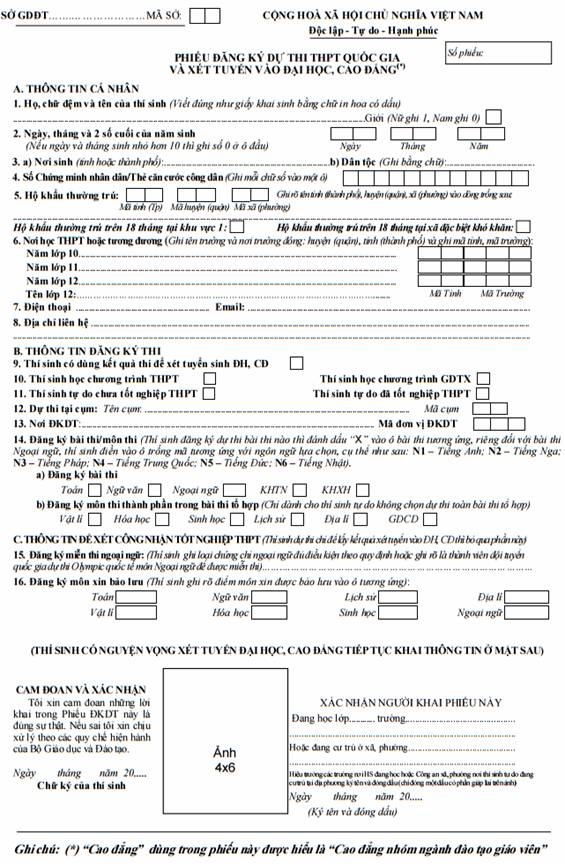 SỞ GDĐT……………………MÃ SỞ:
CỘNG HOÀ XÃ HỘI CHỦ NGHĨA VIỆT NAM
Độc lập - Tự do - Hạnh phúc
Số phiếu:
PHIẾU ĐĂNG KÝ DỰ THI THPT QUỐC GIA
VÀ XÉT TUYỂN VÀO ĐẠI HỌC, CAO ĐẲNG(*)
A. THÔNG TIN CÁ NHÂN
1. Họ, chữ đệm và tên của thí sinh (Viết đúng như giấy khai sinh bằng chữ in hoa có dấu)
........................Giới (Nữ ghi 1, Nam ghi 0)
2. Ngày, tháng và 2 số cuối của năm sinh
(Nếu ngày và tháng sinh nhỏ hơn 10 thì ghi số 0 ở ô đầu) Ngày Tháng Năm
3. a) Nơi sinh (tỉnh hoặc thành phố):........................b) Dân tộc (Ghi bằng chữ):........................
4. Số Chứng minh nhân dân/Thẻ căn cước công dân (Ghi mỗi chữ số vào một ô)
5. Hộ khẩu thường trú: Ghi rõ tên tỉnh (thành phố), huyện (quận), xã (phường) vào dòng trống sau:
Mã tỉnh (Tp) Mã huyện (quận) Mã xã (phường)
Hộ khẩu thường trú trên 18 tháng tại khu vực 1: Hộ khẩu thường trú trên 18 tháng tại xã đặc biệt khó khăn:
6. Nơi học THPT hoặc tương đương (Ghi tên trường và nơi trường đóng: huyện (quận), tỉnh (thành phố) và ghi mã tỉnh, mã trường):
Năm lớp 10........................
Năm lớp 11........................
Năm lớp 12........................
Tên lớp 12:........................ Mã Tỉnh Mã Trường
7. Điện thoại ........................ Email: ........................
8. Địa chỉ liên hệ ........................
B. THÔNG TIN ĐĂNG KÝ THI
9. Thí sinh có dùng kết quả thi để xét tuyển sinh ĐH, CĐ
10. Thí sinh học chương trình THPT Thí sinh học chương trình GDTX
11. Thí sinh tự do chưa tốt nghiệp THPT Thí sinh tự do đã tốt nghiệp THPT
12. Dự thi tại cụm: Tên cụm: ........................ Mã cụm
13. Nơi ĐKDT:........................ Mã đơn vị ĐKDT
14. Đăng ký bài thi/môn thi (Thí sinh đăng ký dự thi bài thi nào thì đánh dấu "X" vào ô bài thi tương ứng, riêng đối với bài thi
Ngoại ngữ, thí sinh điền vào ô trống mã tương ứng với ngôn ngữ lựa chọn, cụ thể như sau: N1 – Tiếng Anh; N2 – Tiếng Nga;
N3 – Tiếng Pháp; N4 – Tiếng Trung Quốc; N5 – Tiếng Đức; N6 – Tiếng Nhật).
a) Đăng ký bài thi
Toán Ngữ văn Ngoại ngữ KHTN KHXH
b) Đăng ký môn thi thành phần trong bài thi tổ hợp (Chỉ dành cho thí sinh tự do không chọn dự thi toàn bài thi tổ hợp)
Vật lí Hóa học Sinh học Lịch sử Địa lí GDCD
C. THÔNG TIN ĐỂ XÉT CÔNG NHẬN TỐT NGHIỆP THPT (Thí sinh dự thi chỉ để lấy kết quả xét tuyển vào ĐH, CĐ thì bỏ qua phần này)
15. Đăng ký miễn thi ngoại ngữ: (Thí sinh ghi loại chứng chỉ ngoại ngữ đủ điều kiện theo quy định hoặc ghi rõ là thành viên đội tuyển
quốc gia dự thi Olympic quốc tế môn Ngoại ngữ để được miễn thi)........................
16. Đăng ký môn xin bảo lưu (Thí sinh ghi rõ điểm môn xin được bảo lưu vào ô tương ứng):
Toán Ngữ văn Lịch sử Địa lí
Vật lí Hóa học Sinh học Ngoại ngữ
(THÍ SINH CÓ NGUYỆN VỌNG XÉT TUYỂN ĐẠI HỌC, CAO ĐẲNG TIẾP TỤC KHAI THÔNG TIN Ở MẶT SAU)
CAM ĐOAN VÀ XÁC NHẬN
Tôi xin cam đoan những lời
khai trong Phiếu ĐKDT này là
đúng sự thật. Nếu sai tôi xin chịu
xử lý theo các quy chế hiện hành
của Bộ Giáo dục và Đào tạo.
Ngày tháng năm 20.....
Chữ ký của thí sinh
Ảnh
4x6
XÁC NHẬN NGƯỜI KHAI PHIẾU NÀY
Đang học lớp........... trường........................
Hoặc đang cư trú ở xã, phường........................
Hiệu trưởng các trường nơi HS đang học hoặc Công an xã, phường nơi thí sinh tự do đang
cư trú tại địa phương ký tên và đóng dấu (chỉ đóng một dấu có phần giáp lai trên ảnh)
Ngày tháng năm 20.....
(Ký tên và đóng dấu)
Ghi chú: (*) "Cao đẳng" dùng trong phiếu này được hiểu là "Cao đẳng nhóm ngành đào tạo giáo viên"